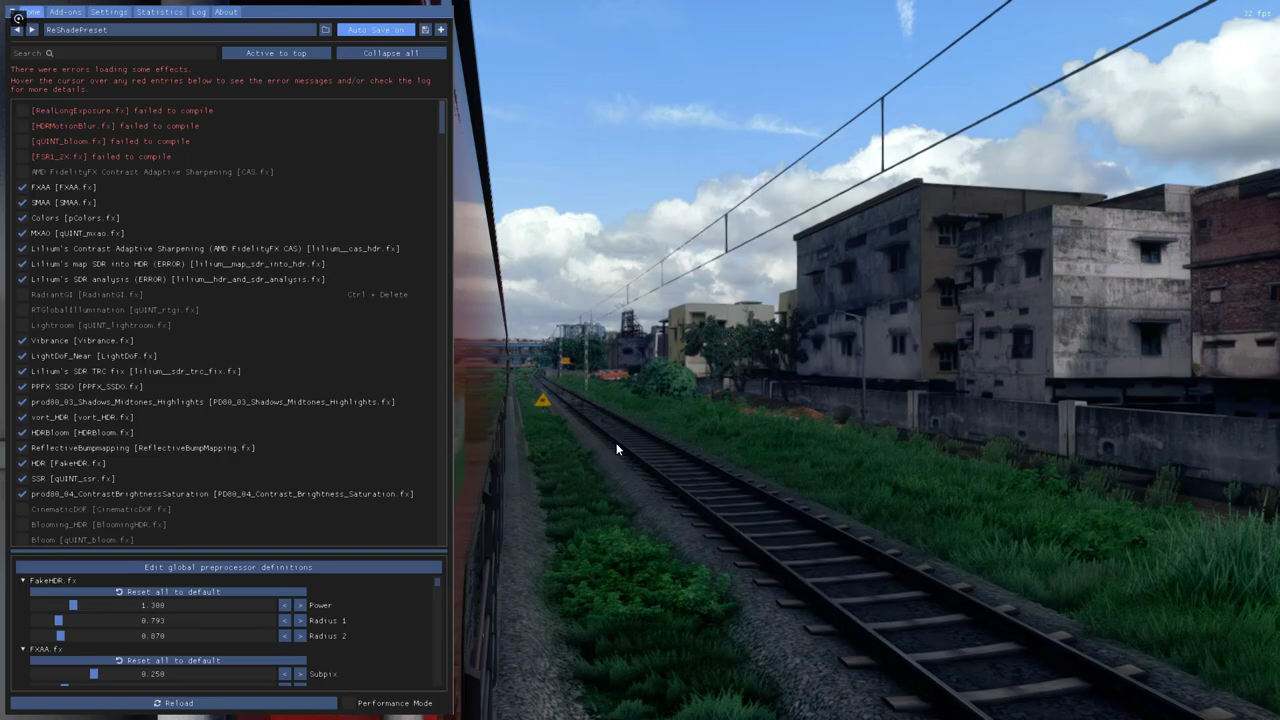 Home Add-ons Settings Statistics Log About
22 fps
ReShadePreset Auto Save on
Search Active to top Collapse all
There were errors loading some effects.
Hover the cursor over any red entries below to see the error messages and/or check the log
for more details.
[RealLongExposure.fx] failed to compile
[HDRMotionBlur.fx] failed to compile
[qUINT_bloom.fx] failed to compile
[FSR1_2X.fx] failed to compile
AMD FidelityFX Contrast Adaptive Sharpening [CAS.fx]
FXAA [FXAA.fx]
SMAA [SMAA.fx]
Colors [pColors.fx]
MXAO [qUINT_mxao.fx]
Lilium's Contrast Adaptive Sharpening (AMD FidelityFX CAS) [lilium__cas_hdr.fx]
Lilium's map SDR into HDR (ERROR) [lilium__map_sdr_into_hdr.fx]
Lilium's SDR analysis (ERROR) [lilium__hdr_and_sdr_analysis.fx]
RadiantGI [RadiantGI.fx] Ctrl + Delete
RTGlobalIllumination [qUINT_rtgi.fx]
Lightroom [qUINT_lightroom.fx]
Vibrance [Vibrance.fx]
LightDoF_Near [LightDoF.fx]
Lilium's SDR TRC fix [lilium__sdr_trc_fix.fx]
PPFX SSDO [PPFX_SSDO.fx]
prod80_03_Shadows_Midtones_Highlights [PD80_03_Shadows_Midtones_Highlights.fx]
vort_HDR [vort_HDR.fx]
HDRBloom [HDRBloom.fx]
ReflectiveBumpmapping [ReflectiveBumpMapping.fx]
HDR [FakeHDR.fx]
SSR [qUINT_ssr.fx]
prod80_04_ContrastBrightnessSaturation [PD80_04_Contrast_Brightness_Saturation.fx]
CinematicDOF [CinematicDOF.fx]
Blooming_HDR [BloomingHDR.fx]
Bloom [qUINT_bloom.fx]
Edit global preprocessor definitions
FakeHDR.fx
Reset all to default
1.300 < > Power
0.793 < > Radius 1
0.870 < > Radius 2
FXAA.fx
Reset all to default
0.250 < > Subpix
Reload Performance Mode